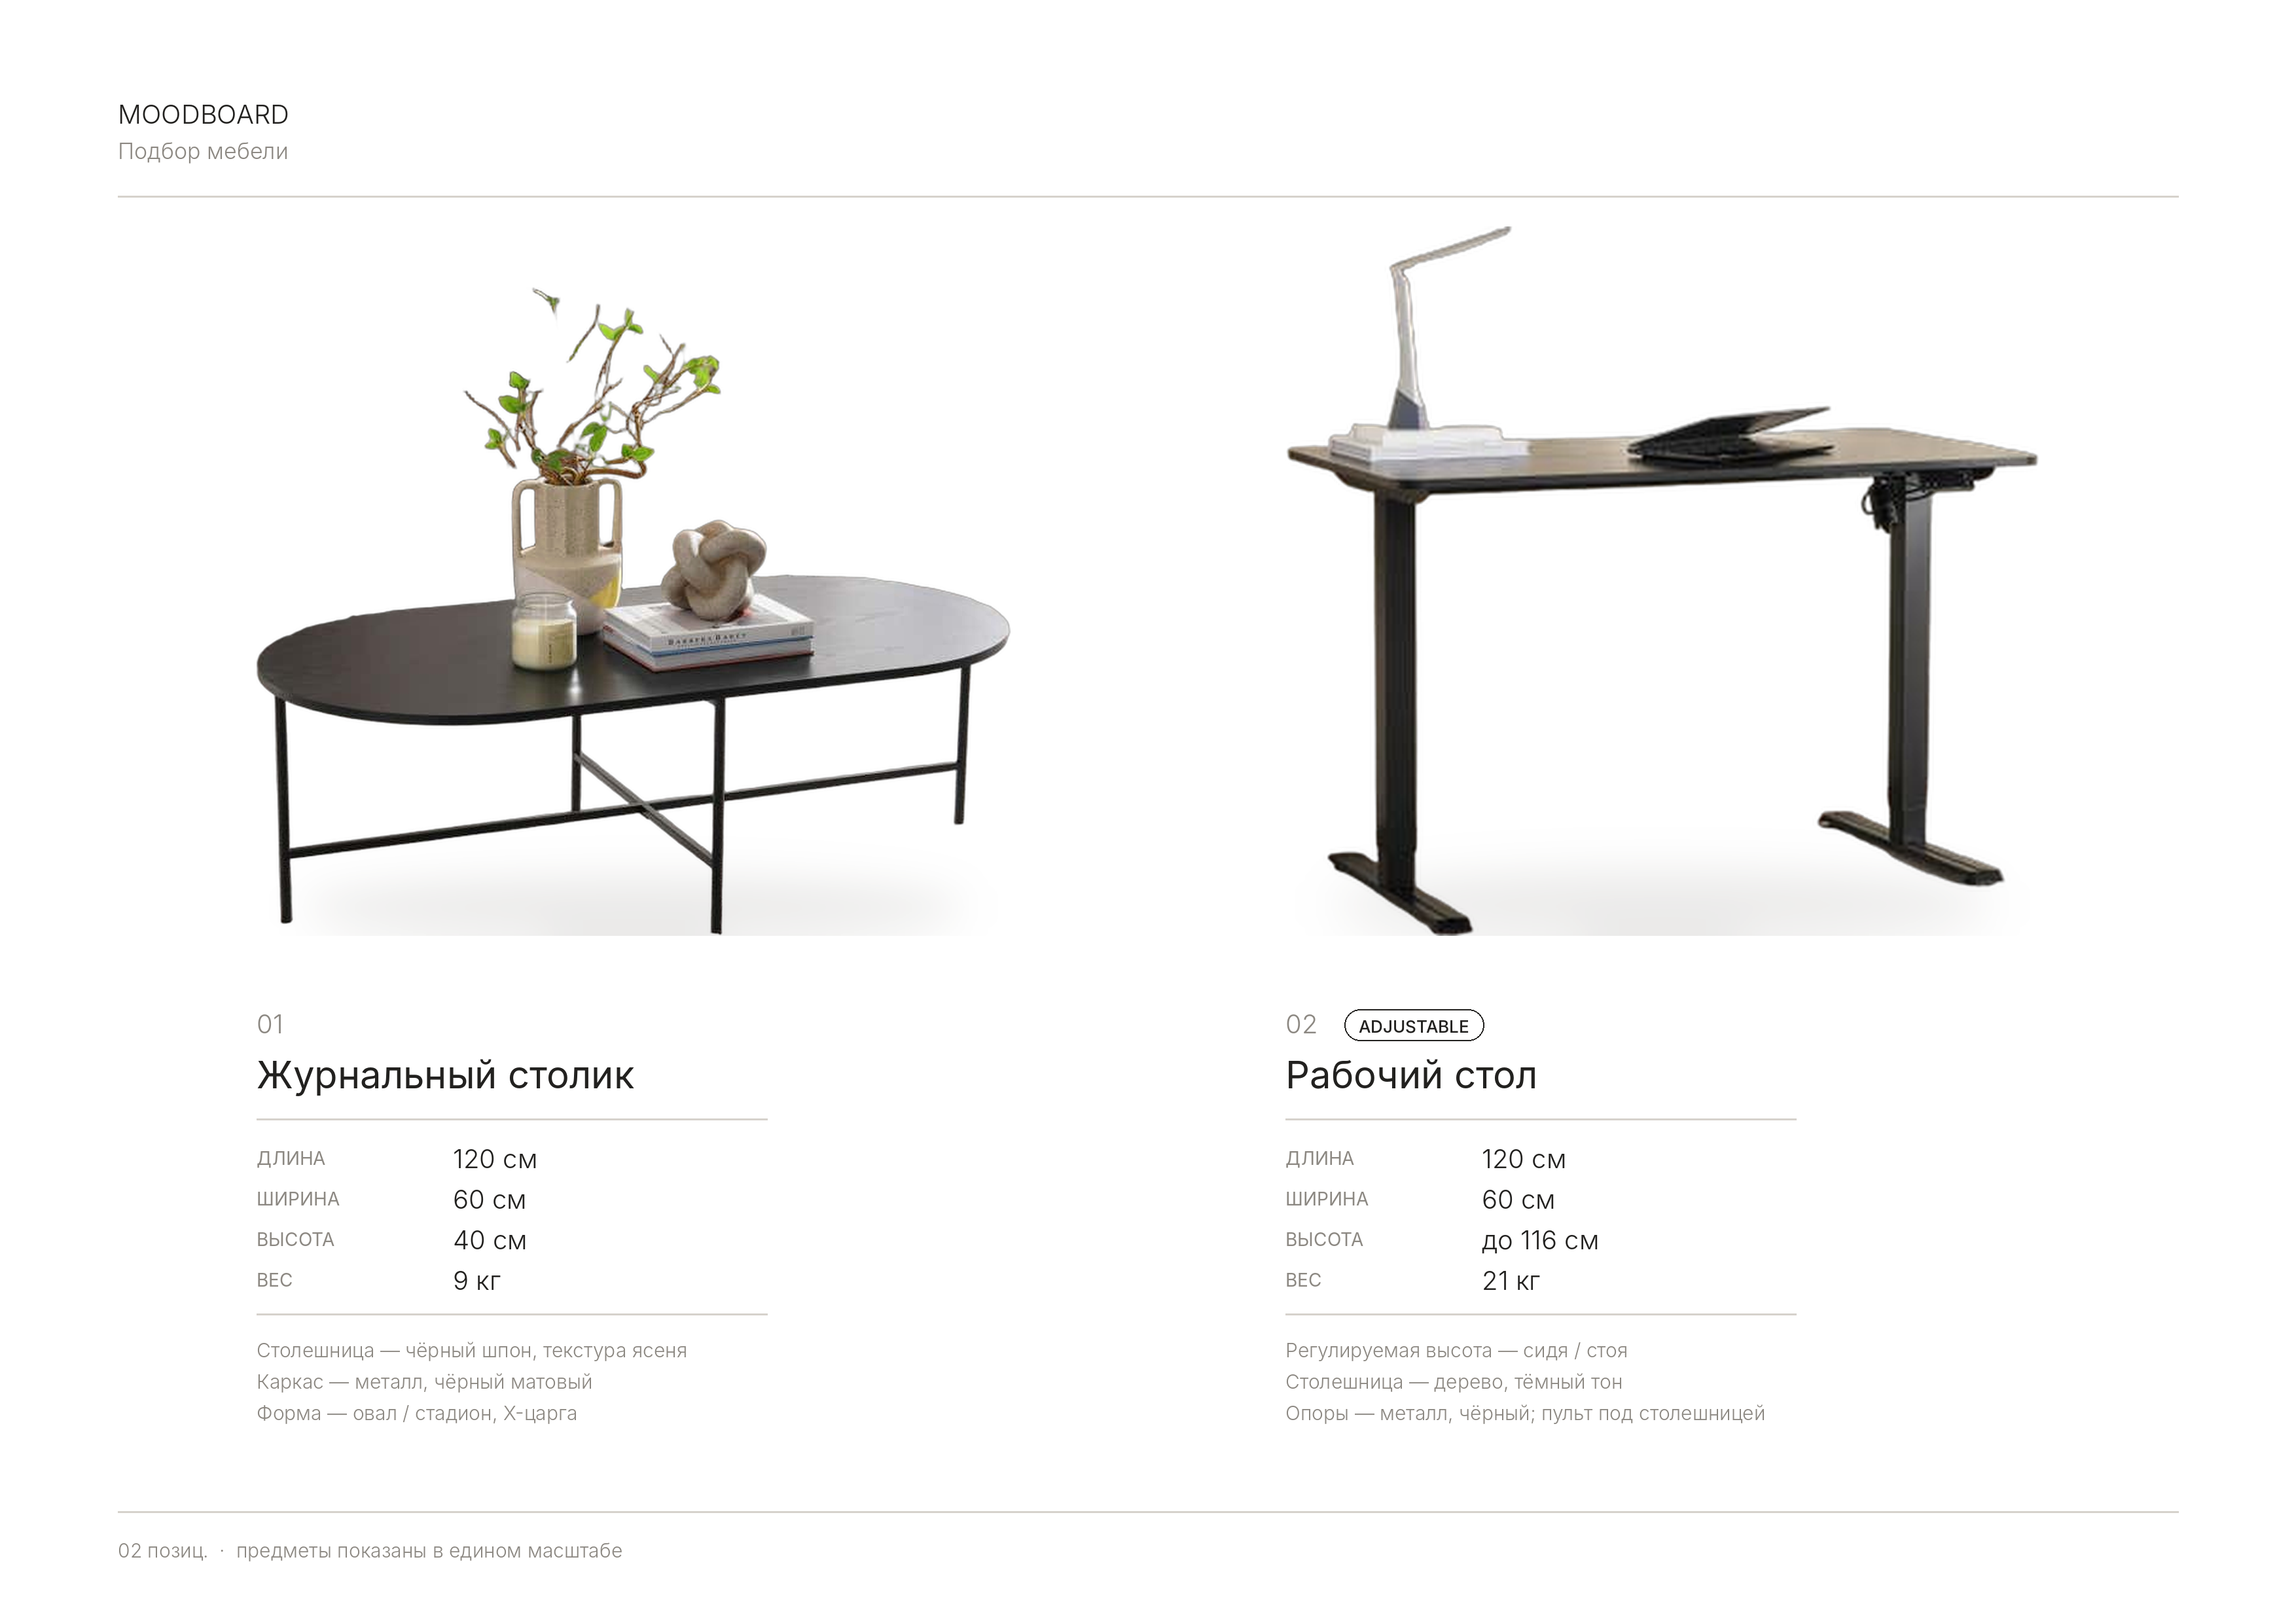 MOODBOARD
Подбор мебели
BARBARA BARRY
01
Журнальный столик
ДЛИНА 120 см
ШИРИНА 60 см
ВЫСОТА 40 см
ВЕС 9 кг
Столешница — чёрный шпон, текстура ясеня
Каркас — металл, чёрный матовый
Форма — овал / стадион, X-царга
02 ADJUSTABLE
Рабочий стол
ДЛИНА 120 см
ШИРИНА 60 см
ВЫСОТА до 116 см
ВЕС 21 кг
Регулируемая высота — сидя / стоя
Столешница — дерево, тёмный тон
Опоры — металл, чёрный; пульт под столешницей
02 позиц. · предметы показаны в едином масштабе